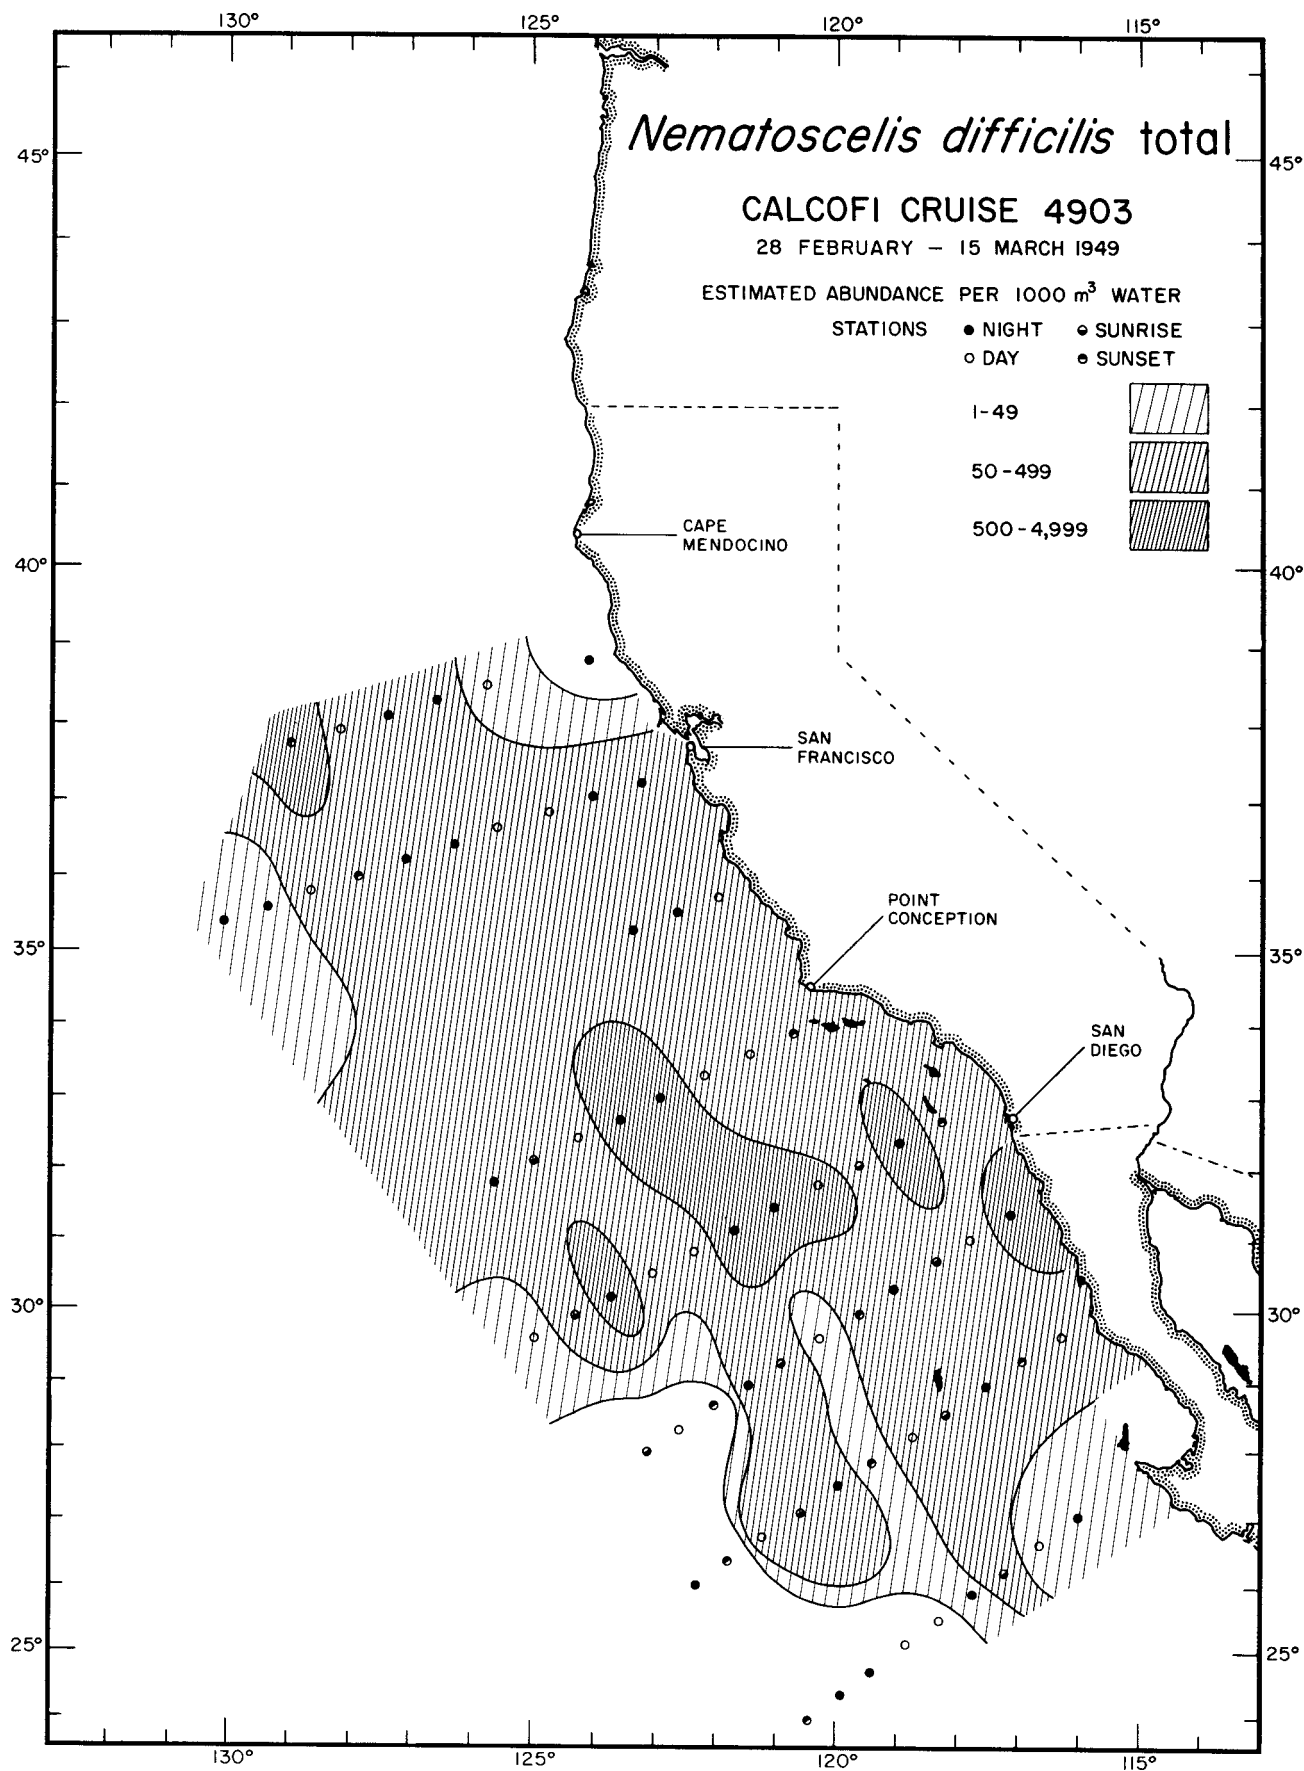 130° 125° 120° 115°
Nematoscelis difficilis total
45° 45°
CALCOFI CRUISE 4903
28 FEBRUARY – 15 MARCH 1949
ESTIMATED ABUNDANCE PER 1000 m³ WATER
STATIONS ● NIGHT SUNRISE
○ DAY SUNSET
1-49
50-499
500-4,999
CAPE
MENDOCINO
40° 40°
SAN
FRANCISCO
POINT
CONCEPTION
35° 35°
SAN
DIEGO
30° 30°
25° 25°
130° 125° 120° 115°